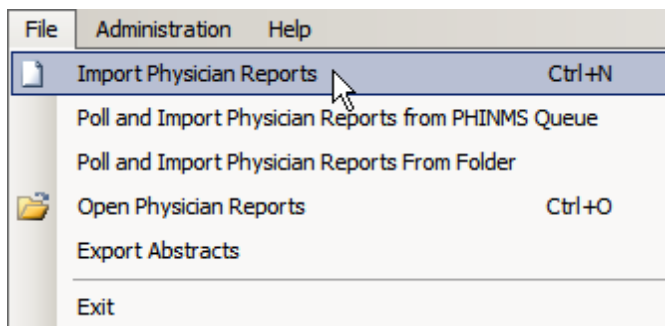 File Administration Help
Import Physician Reports Ctrl+N
Poll and Import Physician Reports from PHINMS Queue
Poll and Import Physician Reports From Folder
Open Physician Reports Ctrl+O
Export Abstracts
Exit